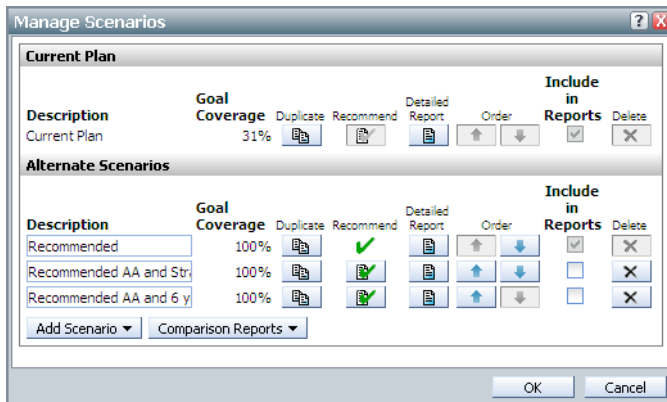 Manage Scenarios
Current Plan
Description Goal Coverage Duplicate Recommend Detailed Report Order Include in Reports Delete
Current Plan 31%
Alternate Scenarios
Description Goal Coverage Duplicate Recommend Detailed Report Order Include in Reports Delete
Recommended 100%
Recommended AA and Stra 100%
Recommended AA and 6 y 100%
Add Scenario Comparison Reports
OK Cancel